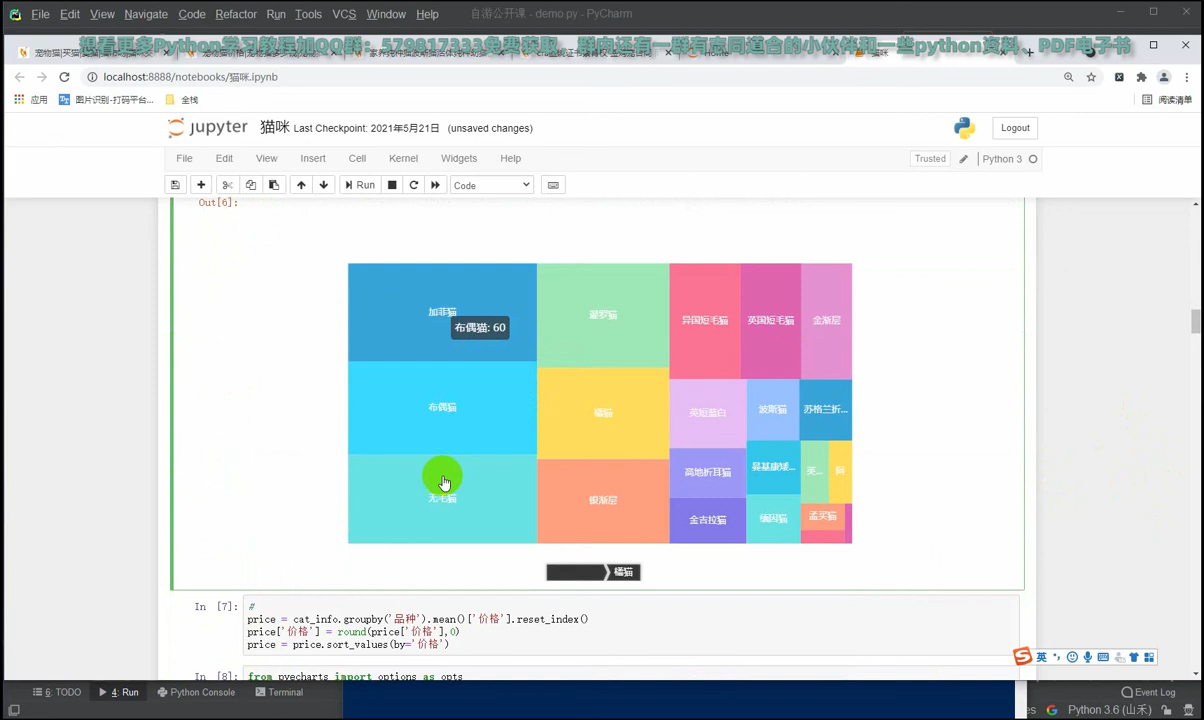 File Edit View Navigate Code Refactor Run Tools VCS Window Help 自游公开课 - demo.py - PyCharm
想看更多Python学习教程加QQ群：579817333免费获取，群内还有一群有志同道合的小伙伴和一些python资料、PDF电子书
localhost:8888/notebooks/猫咪.ipynb
应用 图片识别-打码平台... 全栈 阅读清单
jupyter 猫咪 Last Checkpoint: 2021年5月21日 (unsaved changes) Logout
File Edit View Insert Cell Kernel Widgets Help Trusted Python 3
Run Code
Out[6]:
加菲猫 暹罗猫 异国短毛猫 英国短毛猫 金渐层
布偶猫: 60
布偶猫 橘猫 英短蓝白 波斯猫 苏格兰折...
无毛猫 银渐层 高地折耳猫 曼基康矮... 英...
金吉拉猫 缅因猫 孟买猫
橘猫
In [7]: #
price = cat_info.groupby('品种').mean()['价格'].reset_index()
price['价格'] = round(price['价格'],0)
price = price.sort_values(by='价格')
英
In [8]: from pyecharts import options as opts
6: TODO 4: Run Python Console Terminal Event Log
Python 3.6 (山禾)